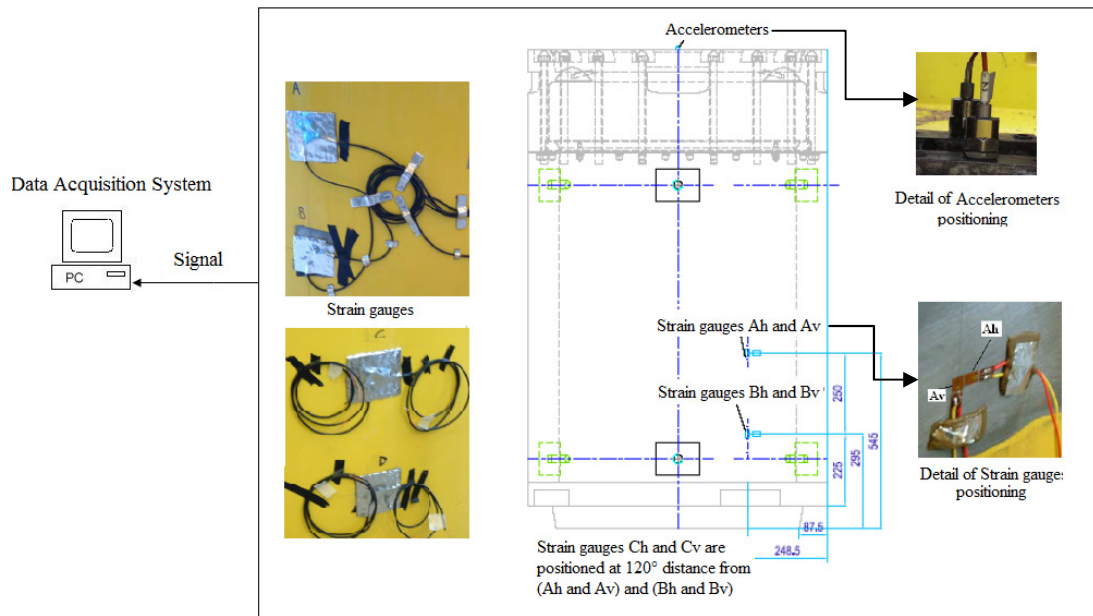 Accelerometers
A
B
Data Acquisition System
PC
Signal
Strain gauges
Detail of Accelerometers
positioning
Strain gauges Ah and Av
Strain gauges Bh and Bv
250
225
295
545
87.5
248.5
Ah
Av
Detail of Strain gauges
positioning
C
D
Strain gauges Ch and Cv are
positioned at 120° distance from
(Ah and Av) and (Bh and Bv)